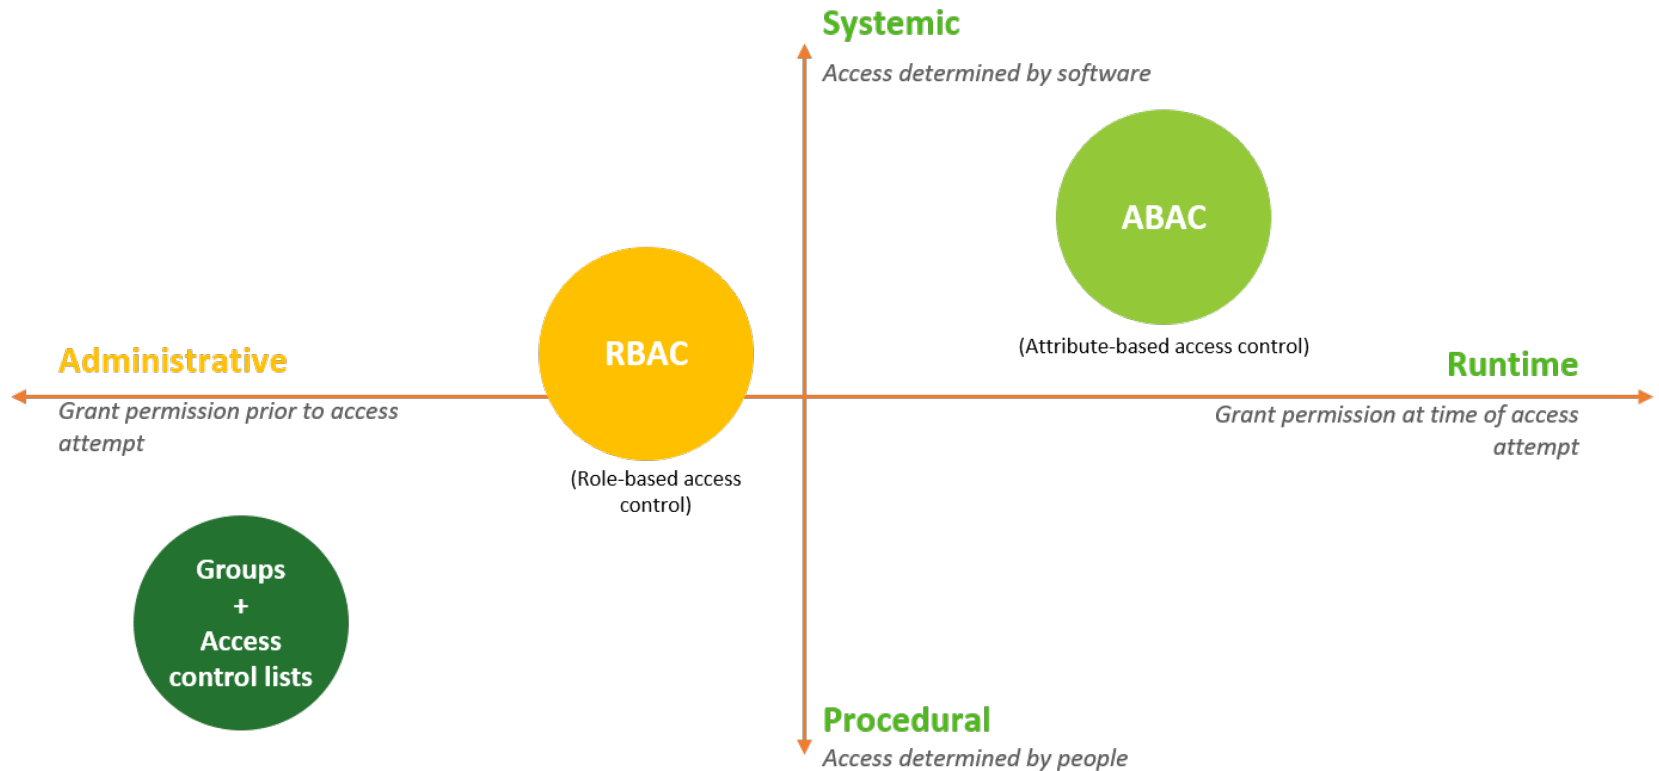 Systemic
Access determined by software
ABAC
(Attribute-based access control)
RBAC
(Role-based access
control)
Administrative
Grant permission prior to access
attempt
Runtime
Grant permission at time of access
attempt
Groups
+
Access
control lists
Procedural
Access determined by people